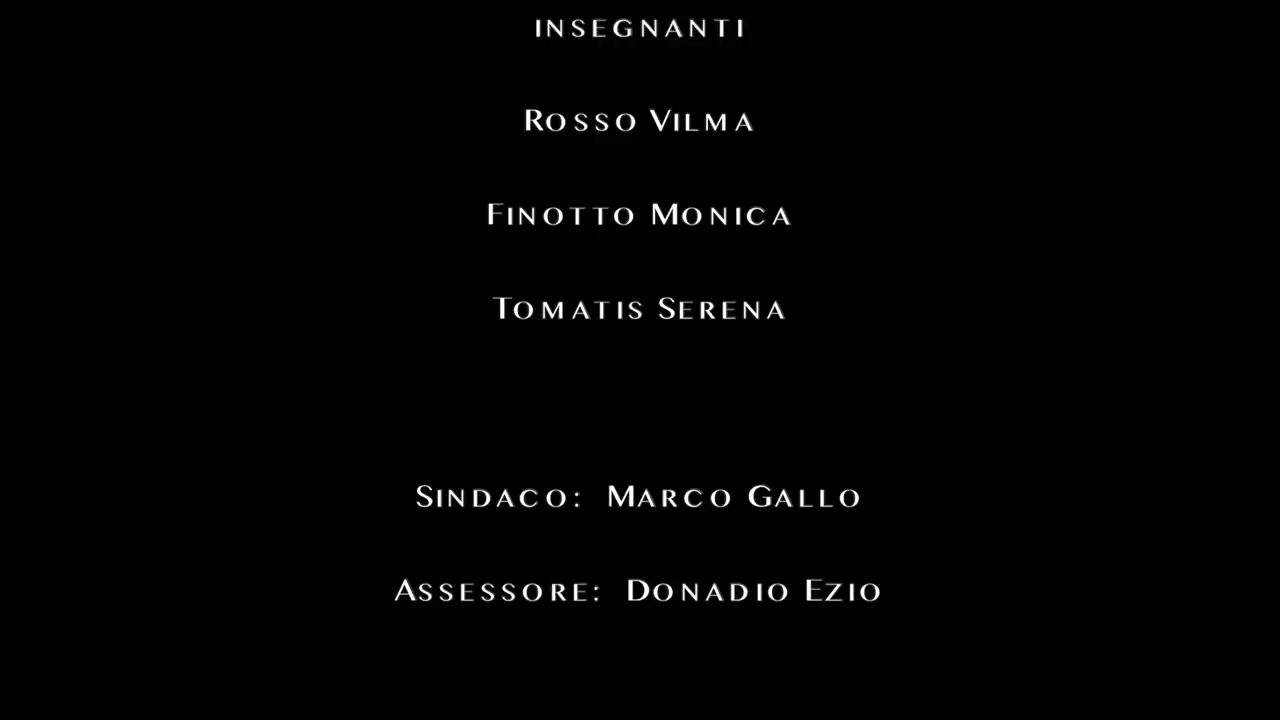 INSEGNANTI
ROSSO VILMA
FINOTTO MONICA
TOMATIS SERENA
SINDACO: MARCO GALLO
ASSESSORE: DONADIO EZIO